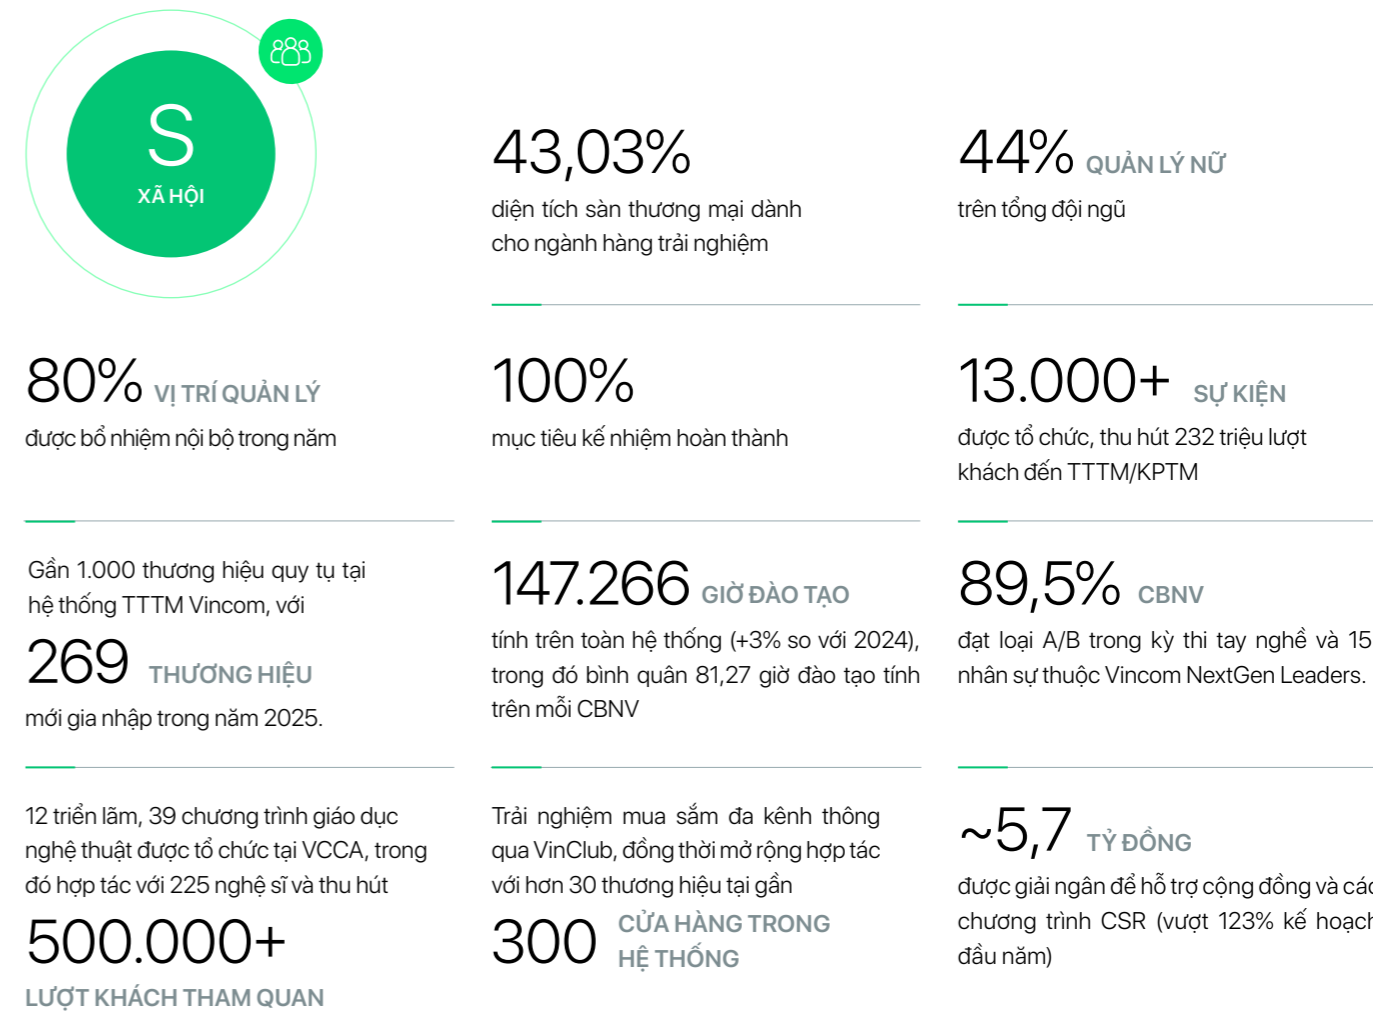 S
XÃ HỘI
43,03%
diện tích sàn thương mại dành
cho ngành hàng trải nghiệm
44% QUẢN LÝ NỮ
trên tổng đội ngũ
80% VỊ TRÍ QUẢN LÝ
được bổ nhiệm nội bộ trong năm
100%
mục tiêu kế nhiệm hoàn thành
13.000+ SỰ KIỆN
được tổ chức, thu hút 232 triệu lượt
khách đến TTTM/KPTM
Gần 1.000 thương hiệu quy tụ tại
hệ thống TTTM Vincom, với
269 THƯƠNG HIỆU
mới gia nhập trong năm 2025.
147.266 GIỜ ĐÀO TẠO
tính trên toàn hệ thống (+3% so với 2024),
trong đó bình quân 81,27 giờ đào tạo tính
trên mỗi CBNV
89,5% CBNV
đạt loại A/B trong kỳ thi tay nghề và 15
nhân sự thuộc Vincom NextGen Leaders.
12 triển lãm, 39 chương trình giáo dục
nghệ thuật được tổ chức tại VCCA, trong
đó hợp tác với 225 nghệ sĩ và thu hút
500.000+
LƯỢT KHÁCH THAM QUAN
Trải nghiệm mua sắm đa kênh thông
qua VinClub, đồng thời mở rộng hợp tác
với hơn 30 thương hiệu tại gần
300 CỬA HÀNG TRONG
HỆ THỐNG
~5,7 TỶ ĐỒNG
được giải ngân để hỗ trợ cộng đồng và các
chương trình CSR (vượt 123% kế hoạch
đầu năm)